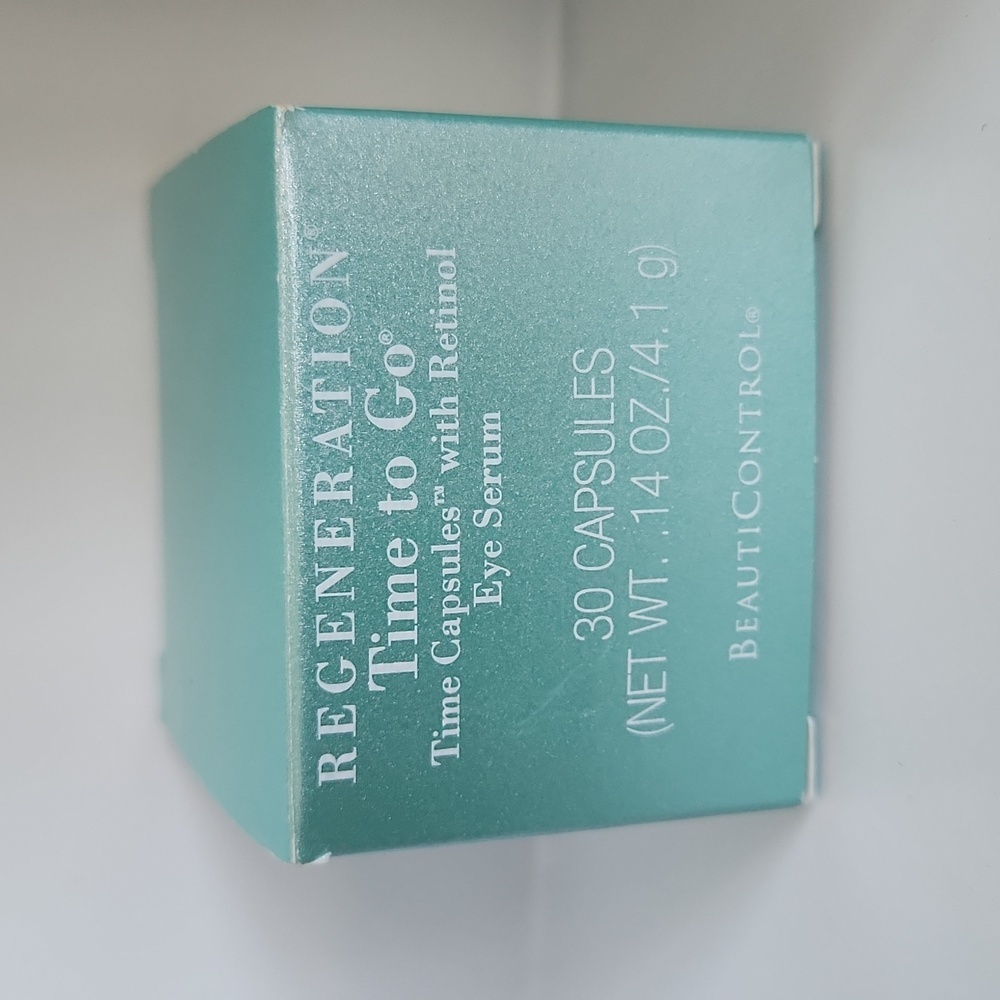 REGENERATION®
Time to Go®
Time Capsules™ with Retinol
Eye Serum
30 CAPSULES
(NET WT. .14 OZ./4.1 g)
BEAUTICONTROL®